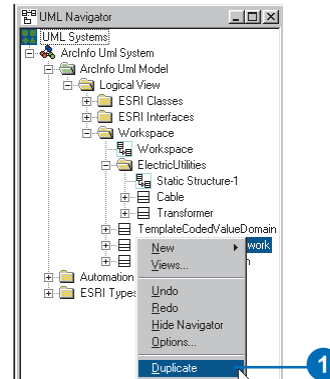 UML Navigator
UML Systems
ArcInfo Uml System
ArcInfo Uml Model
Logical View
ESRI Classes
ESRI Interfaces
Workspace
Workspace
ElectricUtilities
Static Structure-1
Cable
Transformer
TemplateCodedValueDomain
work
Automation
ESRI Types
New
Views...
Undo
Redo
Hide Navigator
Options...
Duplicate
1